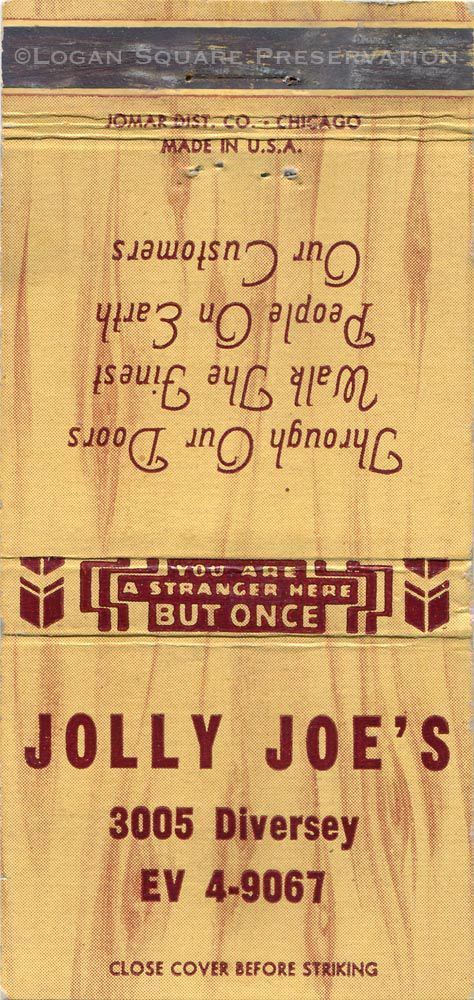 ©Logan Square Preservation
JOMAR DIST. CO. - CHICAGO
MADE IN U.S.A.
Through Our Doors
Walk The Finest
People On Earth
Our Customers
YOU ARE
A STRANGER HERE
BUT ONCE
JOLLY JOE'S
3005 Diversey
EV 4-9067
CLOSE COVER BEFORE STRIKING